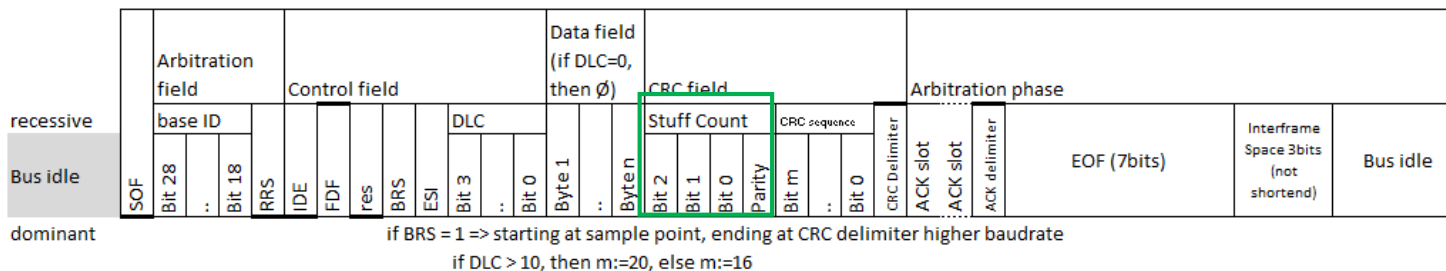 Data field
(if DLC=0,
then Ø)
Arbitration
field
Control field
CRC field
Arbitration phase
recessive
base ID
DLC
Stuff Count
CRC sequence
Bus idle
SOF
Bit 28
..
Bit 18
RRS
IDE
FDF
res
BRS
ESI
Bit 3
..
Bit 0
Byte 1
..
Byte n
Bit 2
Bit 1
Bit 0
Parity
Bit m
..
Bit 0
CRC Delimiter
ACK slot
ACK slot
ACK delimiter
EOF (7bits)
Interframe
Space 3bits
(not
shortend)
Bus idle
dominant
if BRS = 1 => starting at sample point, ending at CRC delimiter higher baudrate
if DLC > 10, then m:=20, else m:=16